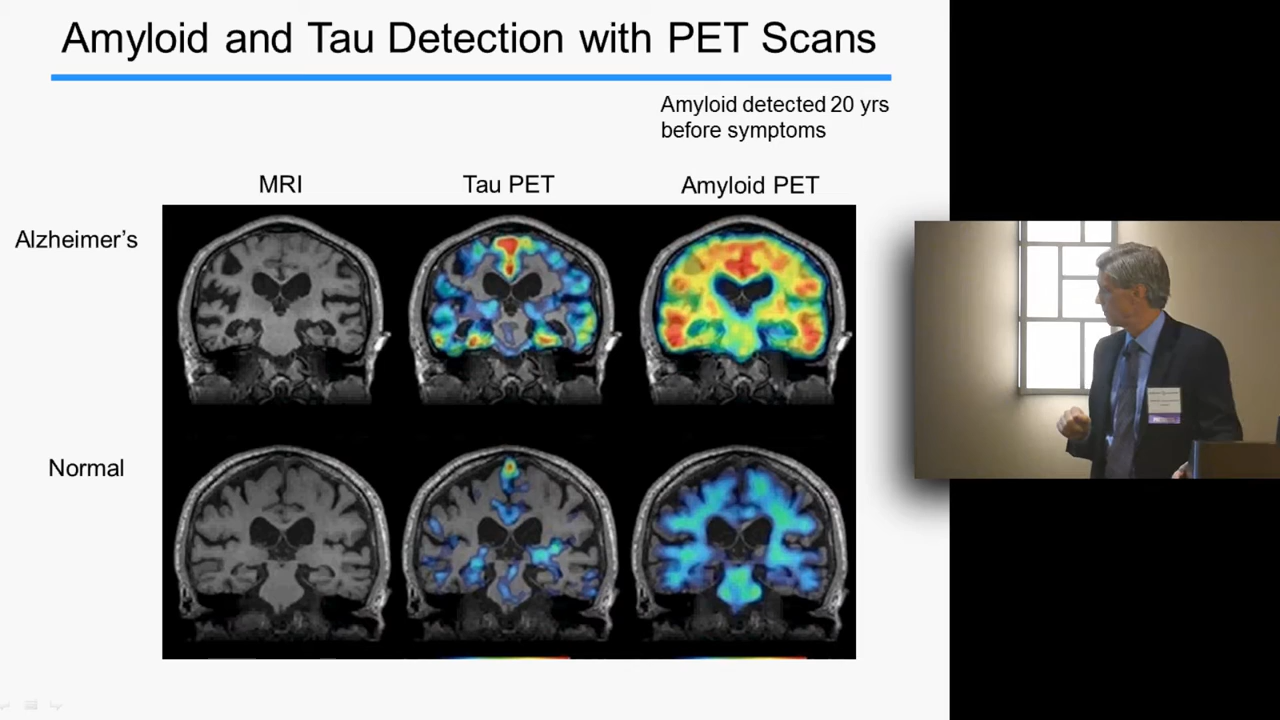 Amyloid and Tau Detection with PET Scans
Amyloid detected 20 yrs
before symptoms
MRI
Tau PET
Amyloid PET
Alzheimer’s
Normal